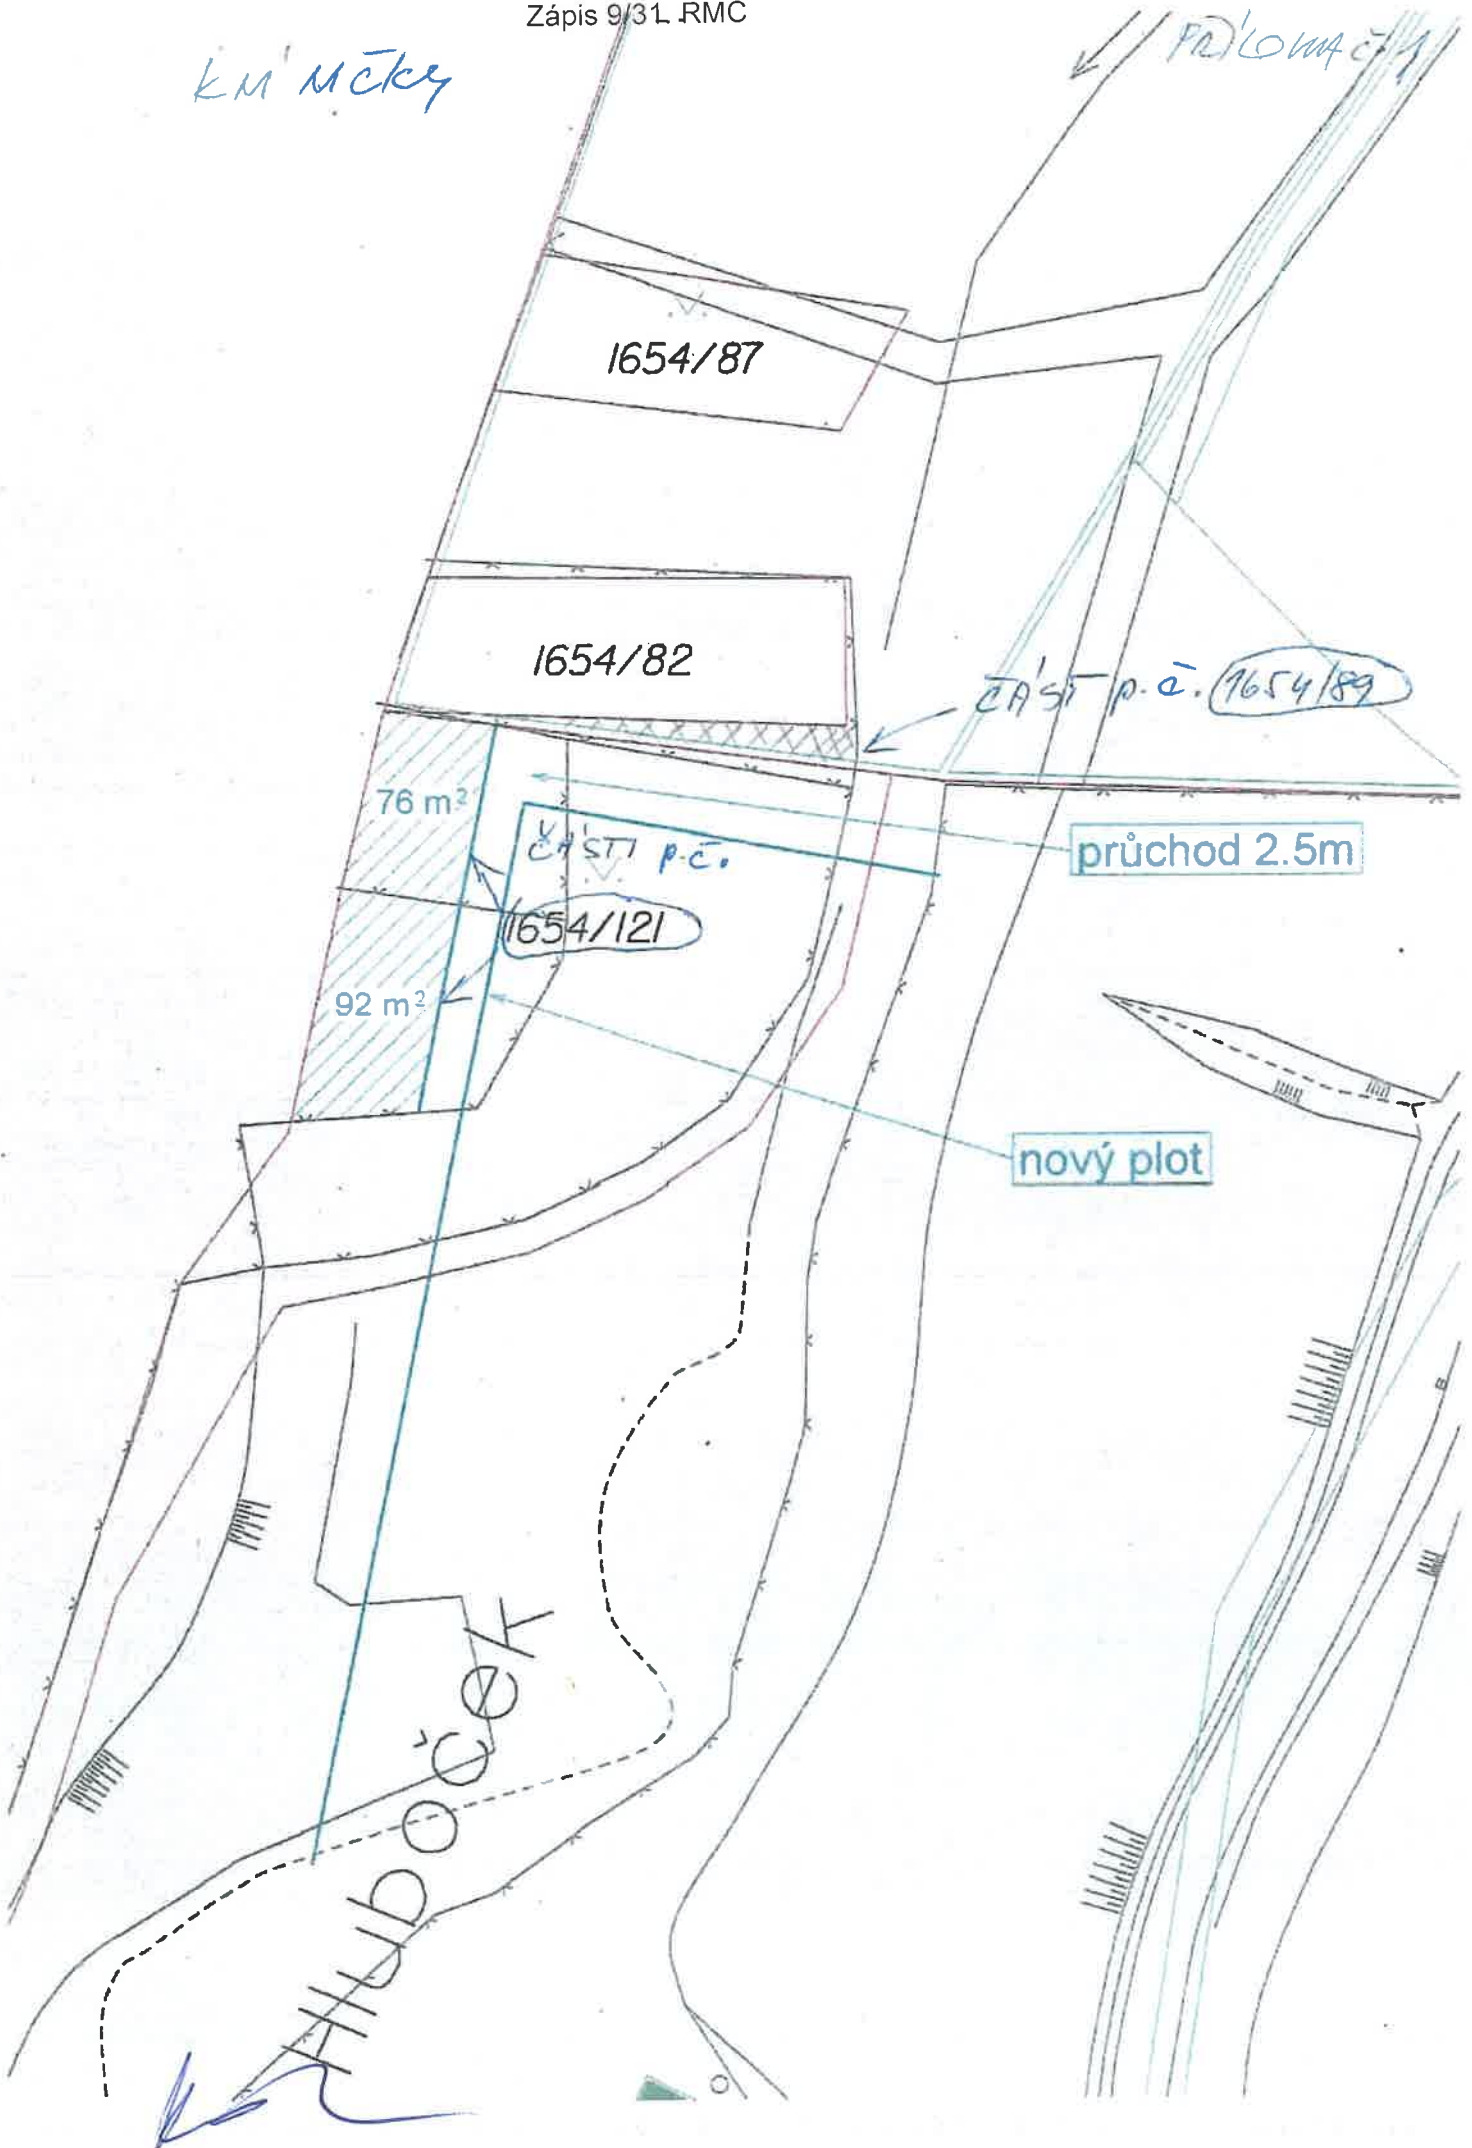 Zápis 9/31 RMC
PŘÍLOHA č. 1
1654/87
1654/82
ČÁST p.č. 1654/89
76 m²
průchod 2.5m
ČÁSTI p.č.
1654/121
92 m²
nový plot
Hluboček